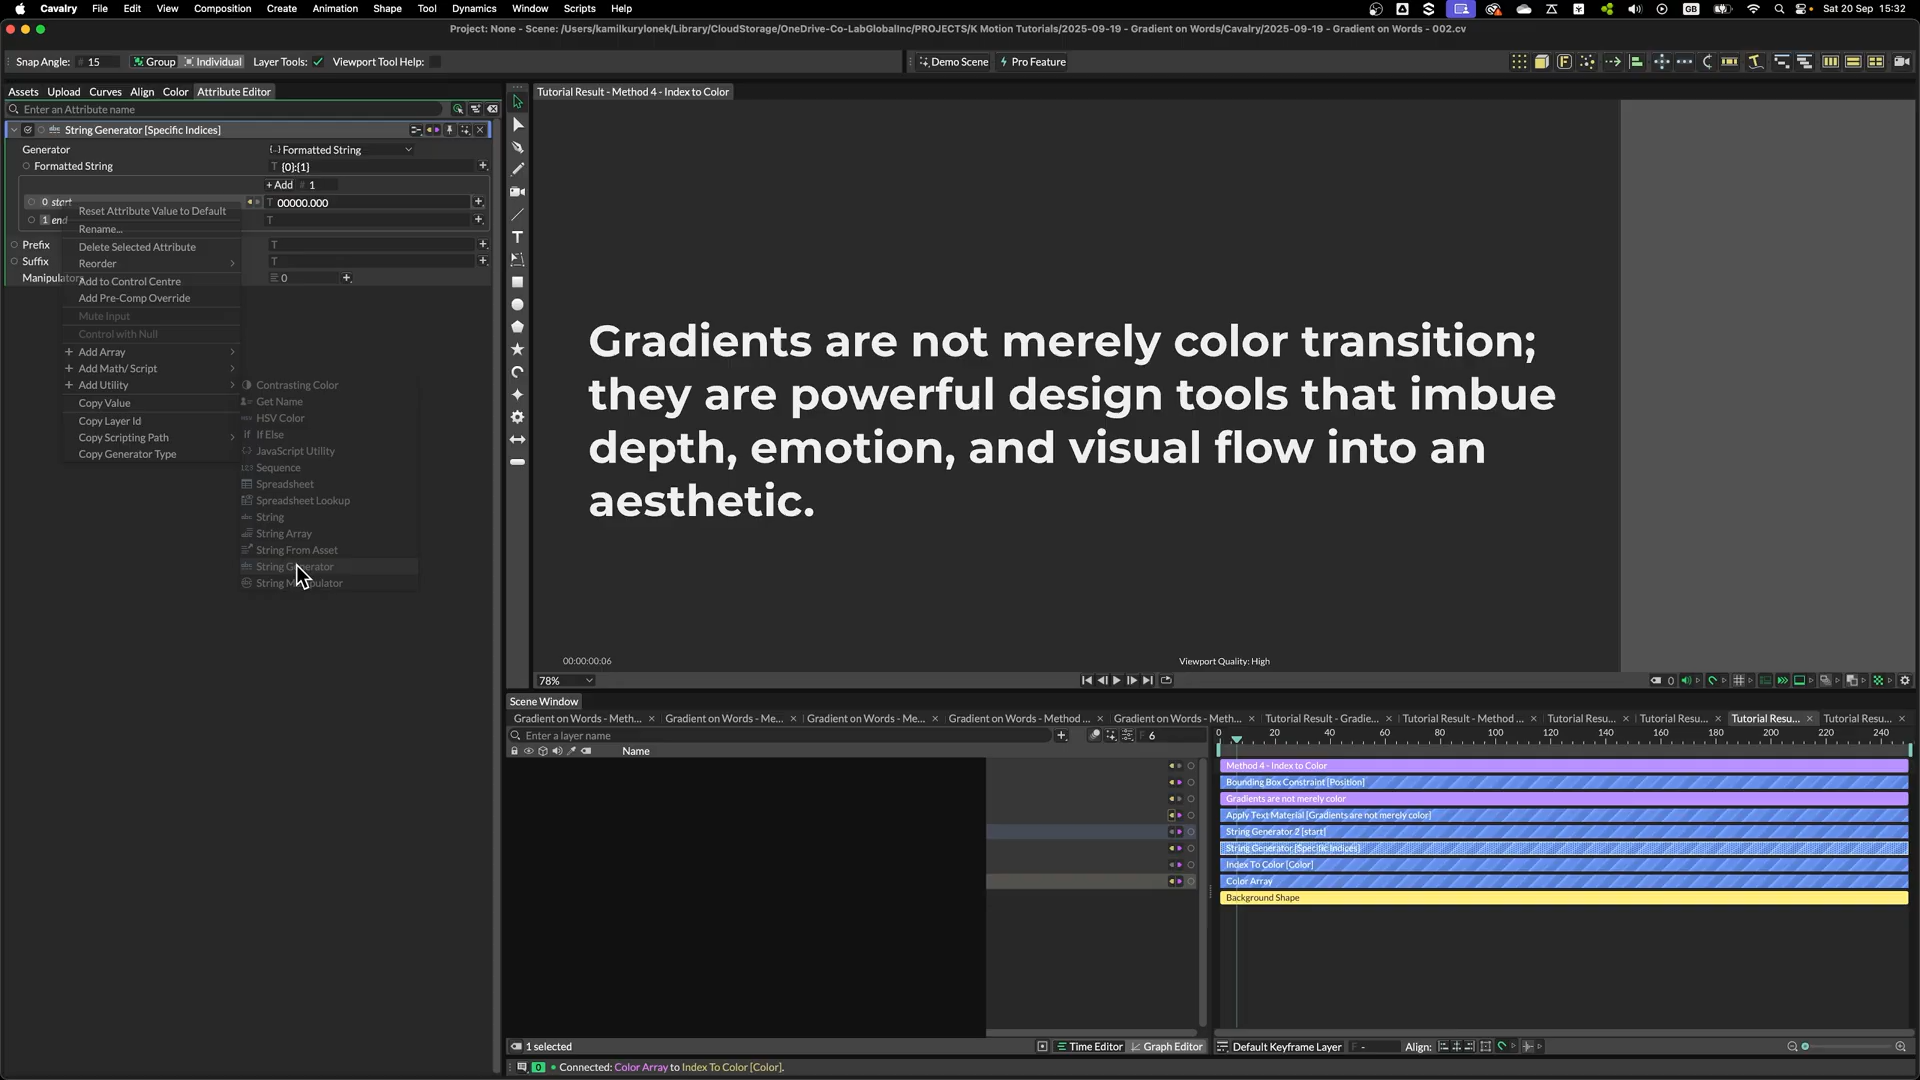 Cavalry File Edit View Composition Create Animation Shape Tool Dynamics Window Scripts Help
GB
Sat 20 Sep 15:32
Project: None - Scene: /Users/kamilkurylonek/Library/CloudStorage/OneDrive-Co-LabGlobalInc/PROJECTS/K Motion Tutorials/2025-09-19 - Gradient on Words/Cavalry/2025-09-19 - Gradient on Words - 002.cv
Snap Angle: 15 Group Individual Layer Tools: Viewport Tool Help:
Demo Scene Pro Feature
Assets Upload Curves Align Color Attribute Editor
Tutorial Result - Method 4 - Index to Color
Enter an Attribute name
String Generator [Specific Indices]
Generator Formatted String
Formatted String {0}:{1}
+ Add 1
0 start 00000.000
1 end
Prefix
Suffix
Manipulators 0
Reset Attribute Value to Default
Rename...
Delete Selected Attribute
Reorder
Add to Control Centre
Add Pre-Comp Override
Mute Input
Control with Null
Add Array
Add Math/ Script
Add Utility
Copy Value
Copy Layer Id
Copy Scripting Path
Copy Generator Type
Contrasting Color
Get Name
HSV Color
If Else
JavaScript Utility
Sequence
Spreadsheet
Spreadsheet Lookup
String
String Array
String From Asset
String Generator
String Manipulator
Gradients are not merely color transition;
they are powerful design tools that imbue
depth, emotion, and visual flow into an
aesthetic.
00:00:00:06
Viewport Quality: High
78%
0
Scene Window
Gradient on Words - Meth... Gradient on Words - Me... Gradient on Words - Me... Gradient on Words - Method ... Gradient on Words - Meth... Tutorial Result - Gradie... Tutorial Result - Method ... Tutorial Resu... Tutorial Resu... Tutorial Resu... Tutorial Resu...
Enter a layer name
F 6
0 20 40 60 80 100 120 140 160 180 200 220 240
Name
Method 4 - Index to Color
Bounding Box Constraint [Position]
Gradients are not merely color
Apply Text Material [Gradients are not merely color]
String Generator 2 [start]
String Generator [Specific Indices]
Index To Color [Color]
Color Array
Background Shape
1 selected
Time Editor Graph Editor
Default Keyframe Layer F - Align:
0 Connected: Color Array to Index To Color [Color].